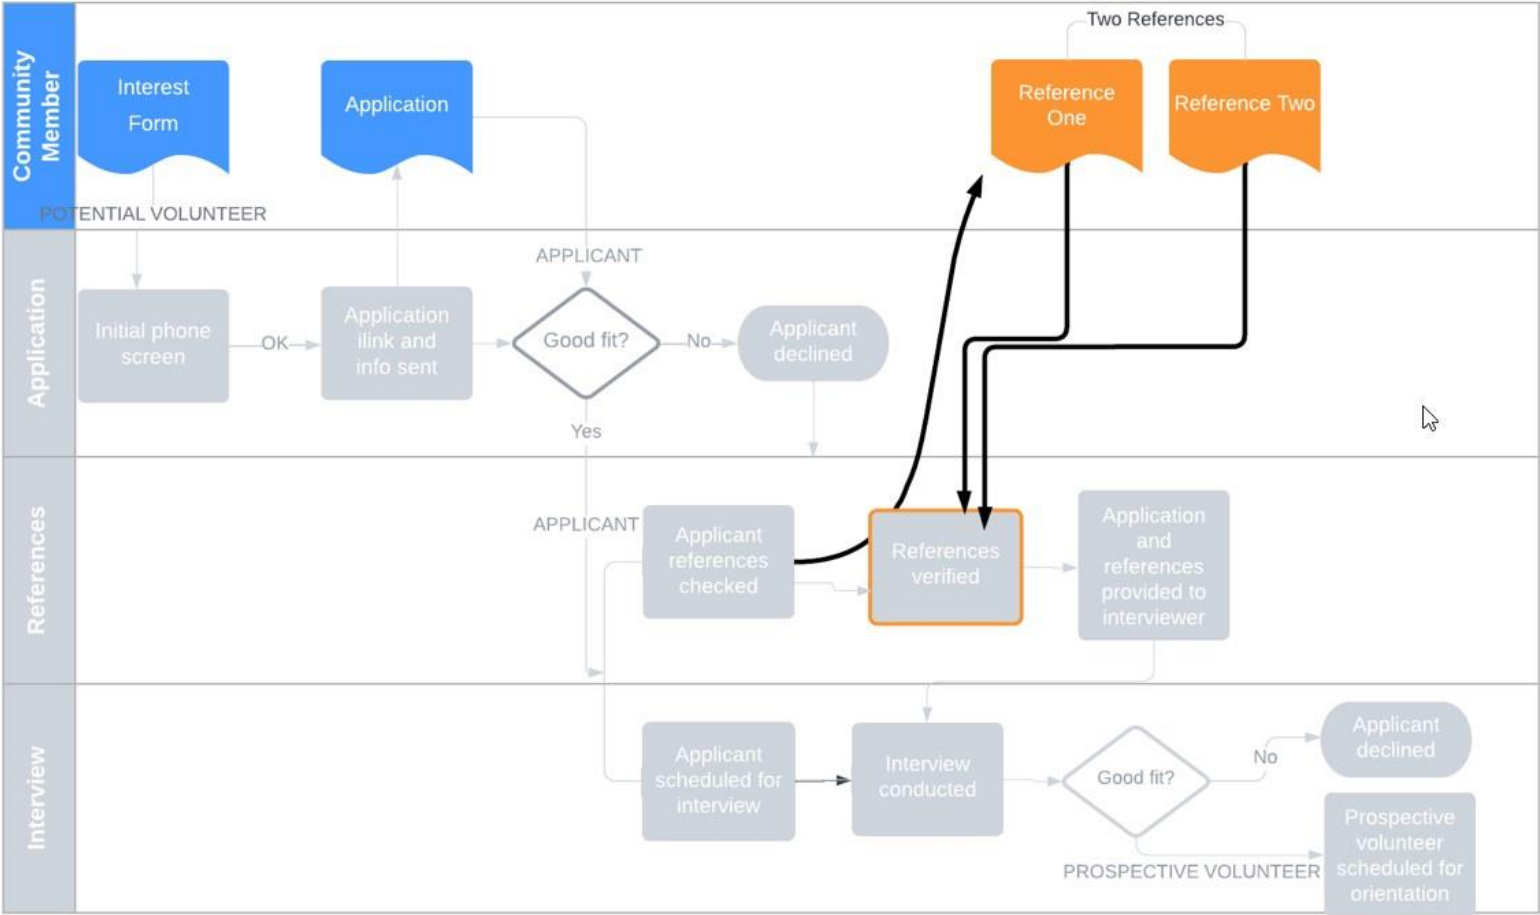 Community
Member
Interest
Form
POTENTIAL VOLUNTEER
Application
Two References
Reference
One
Reference Two
Application
Initial phone
screen
OK
Application
ilink and
info sent
APPLICANT
Good fit?
No
Applicant
declined
Yes
References
APPLICANT
Applicant
references
checked
References
verified
Application
and
references
provided to
interviewer
Interview
Applicant
scheduled for
interview
Interview
conducted
Good fit?
No
Applicant
declined
PROSPECTIVE VOLUNTEER
Prospective
volunteer
scheduled for
orientation